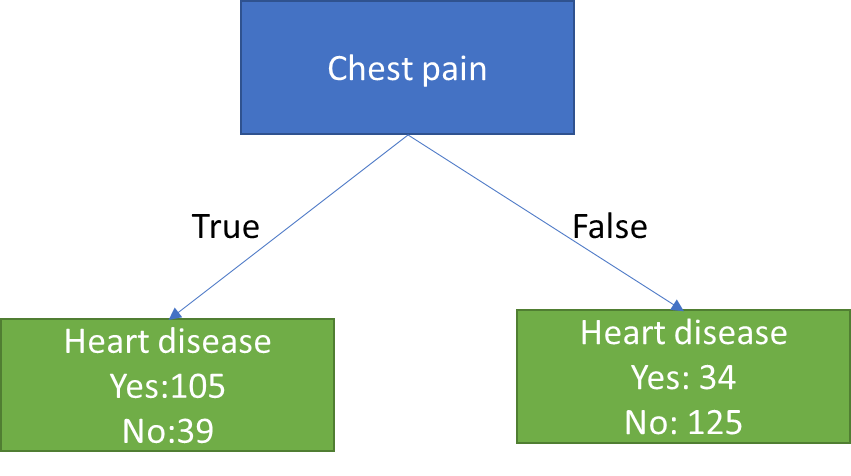 Chest pain
True
False
Heart disease
Yes:105
No:39
Heart disease
Yes: 34
No: 125